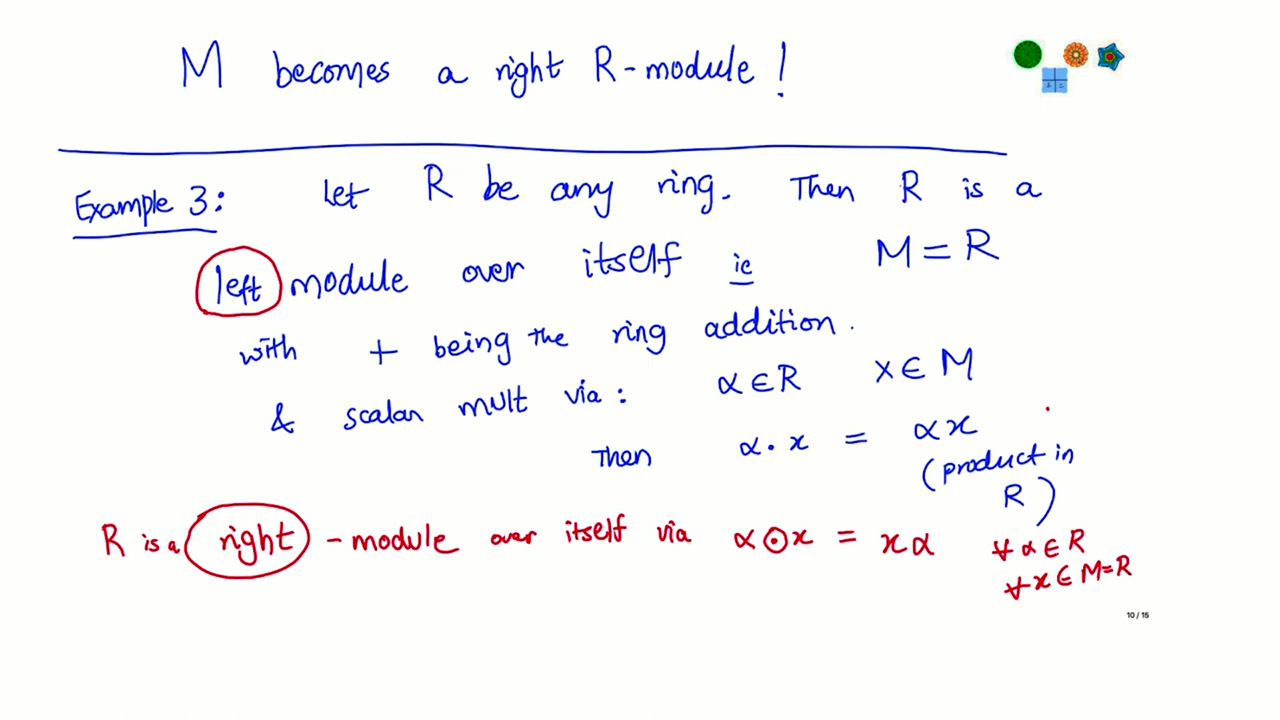 M becomes a right R-module!
Example 3: Let R be any ring. Then R is a
left module over itself ie M = R
with + being the ring addition.
& scalar mult via: α ∈ R x ∈ M
Then α · x = αx
(product in
R)
R is a right - module over itself via α ⊙ x = xα ∀ α ∈ R
∀ x ∈ M=R
10 / 15